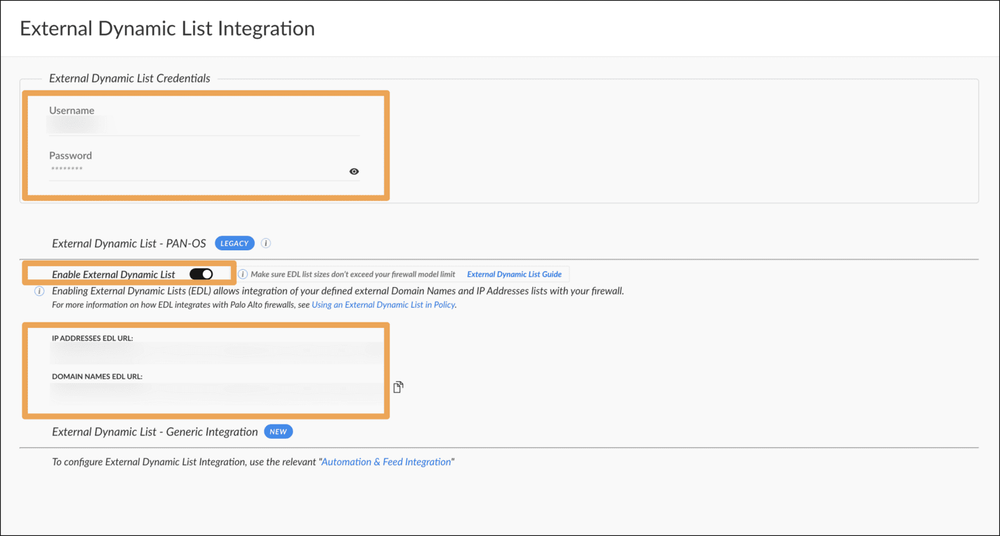 External Dynamic List Integration
External Dynamic List Credentials
Username
Password
********
External Dynamic List - PAN-OS LEGACY i
Enable External Dynamic List i Make sure EDL list sizes don't exceed your firewall model limit External Dynamic List Guide
i Enabling External Dynamic Lists (EDL) allows integration of your defined external Domain Names and IP Addresses lists with your firewall.
For more information on how EDL integrates with Palo Alto firewalls, see Using an External Dynamic List in Policy.
IP ADDRESSES EDL URL:
DOMAIN NAMES EDL URL:
External Dynamic List - Generic Integration NEW
To configure External Dynamic List Integration, use the relevant "Automation & Feed Integration"